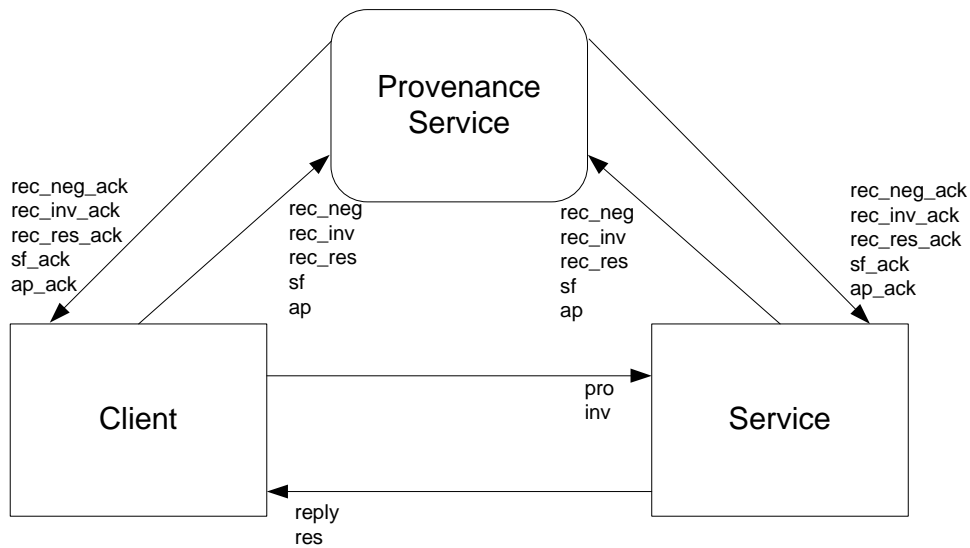 Provenance
Service
rec_neg_ack
rec_inv_ack
rec_res_ack
sf_ack
ap_ack
rec_neg
rec_inv
rec_res
sf
ap
rec_neg
rec_inv
rec_res
sf
ap
rec_neg_ack
rec_inv_ack
rec_res_ack
sf_ack
ap_ack
Client
pro
inv
Service
reply
res